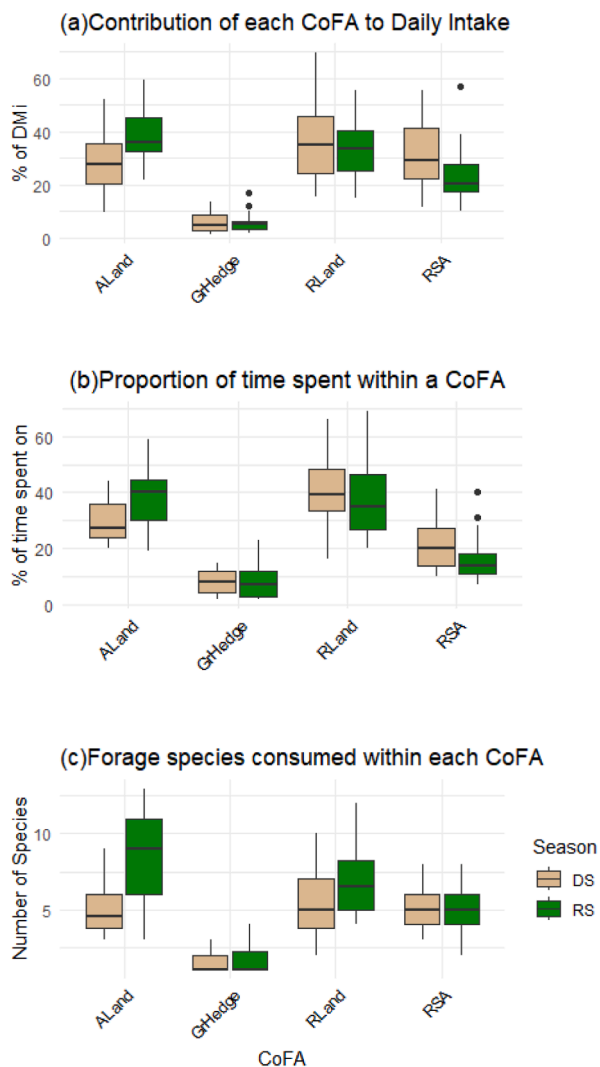 (a)Contribution of each CoFA to Daily Intake
% of DMi
60
40
20
0
ALand
GrHedge
RLand
RSA
(b)Proportion of time spent within a CoFA
% of time spent on
60
40
20
0
ALand
GrHedge
RLand
RSA
(c)Forage species consumed within each CoFA
Number of Species
10
5
ALand
GrHedge
RLand
RSA
CoFA
Season
DS
RS